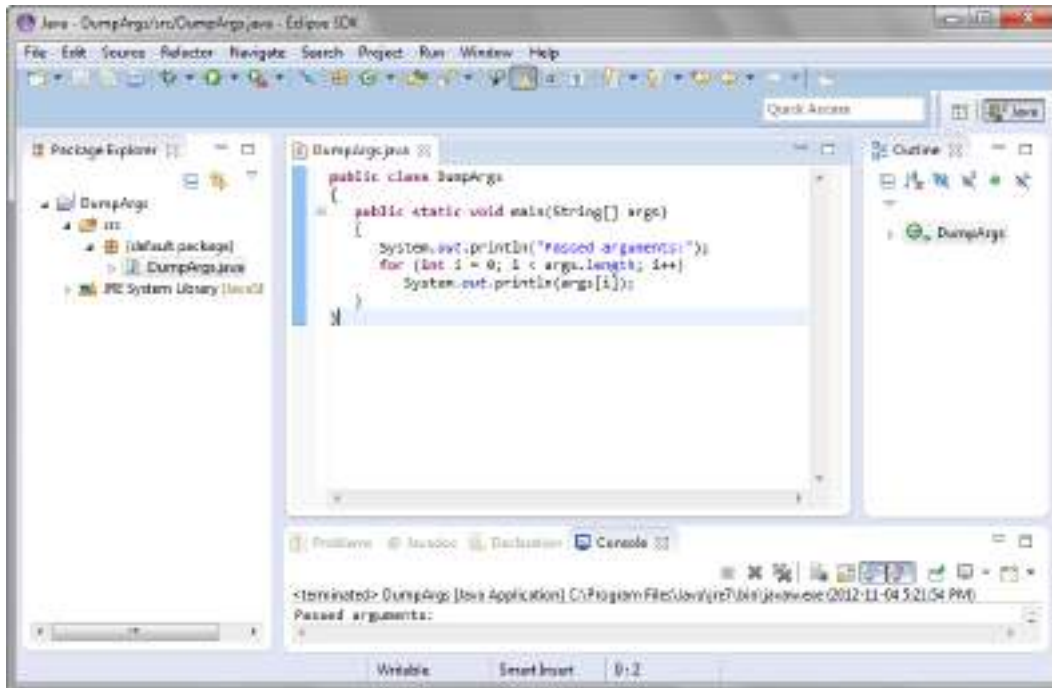 Java - DumpArgs/src/DumpArgs.java - Eclipse SDK
File Edit Source Refactor Navigate Search Project Run Window Help
Quick Access
Java
Package Explorer
DumpArgs
src
(default package)
DumpArgs.java
JRE System Library
DumpArgs.java
public class DumpArgs
{
public static void main(String[] args)
{
System.out.println("Passed arguments:");
for (int i = 0; i < args.length; i++)
System.out.println(args[i]);
}
}
Outline
DumpArgs
Problems @ Javadoc Declaration Console
<terminated> DumpArgs [Java Application] C:\Program Files\Java\jre7\bin\javaw.exe (2012-11-04 5:21:54 PM)
Passed arguments:
Writable Smart Insert